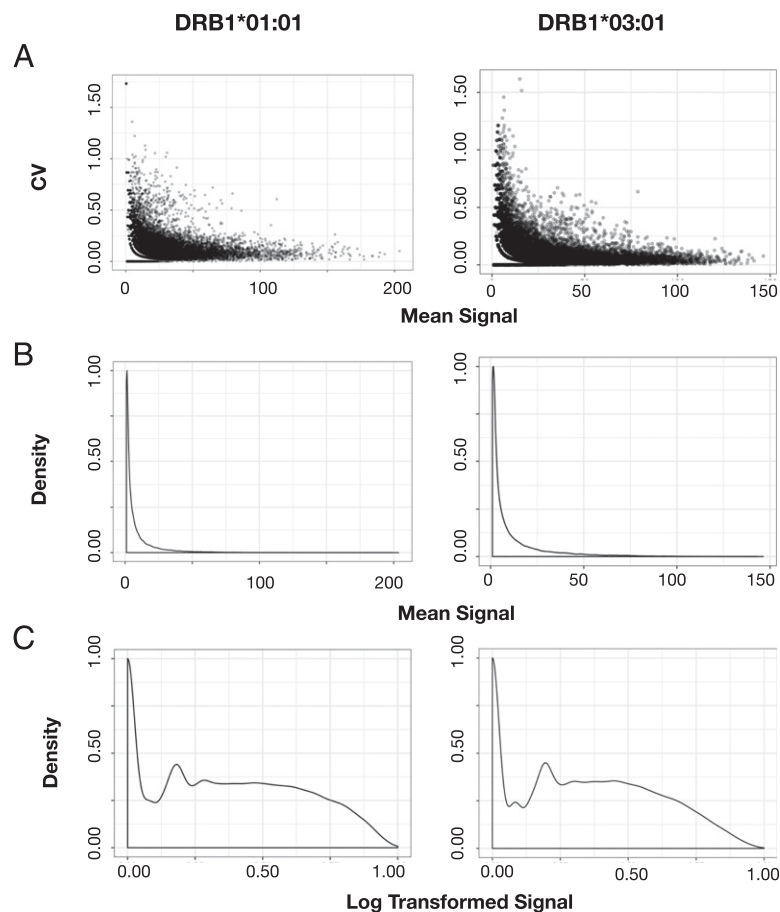 DRB1*01:01 DRB1*03:01
A
CV
0.00 0.50 1.00 1.50
0 100 200
0.00 0.50 1.00 1.50
0 50 100 150
Mean Signal
B
Density
0.00 0.50 1.00
0 100 200
0.00 0.50 1.00
0 50 100 150
Mean Signal
C
Density
0.00 0.50 1.00
0.00 0.50 1.00
0.00 0.50 1.00
0.00 0.50 1.00
Log Transformed Signal